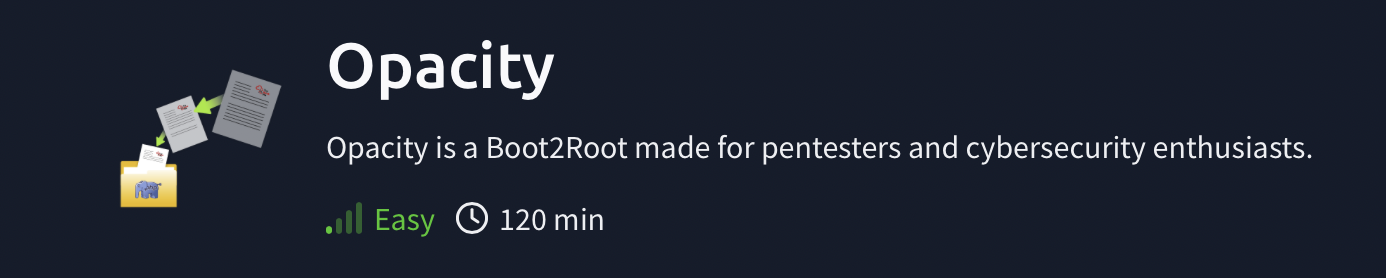 Opacity
Opacity is a Boot2Root made for pentesters and cybersecurity enthusiasts.
Easy 120 min